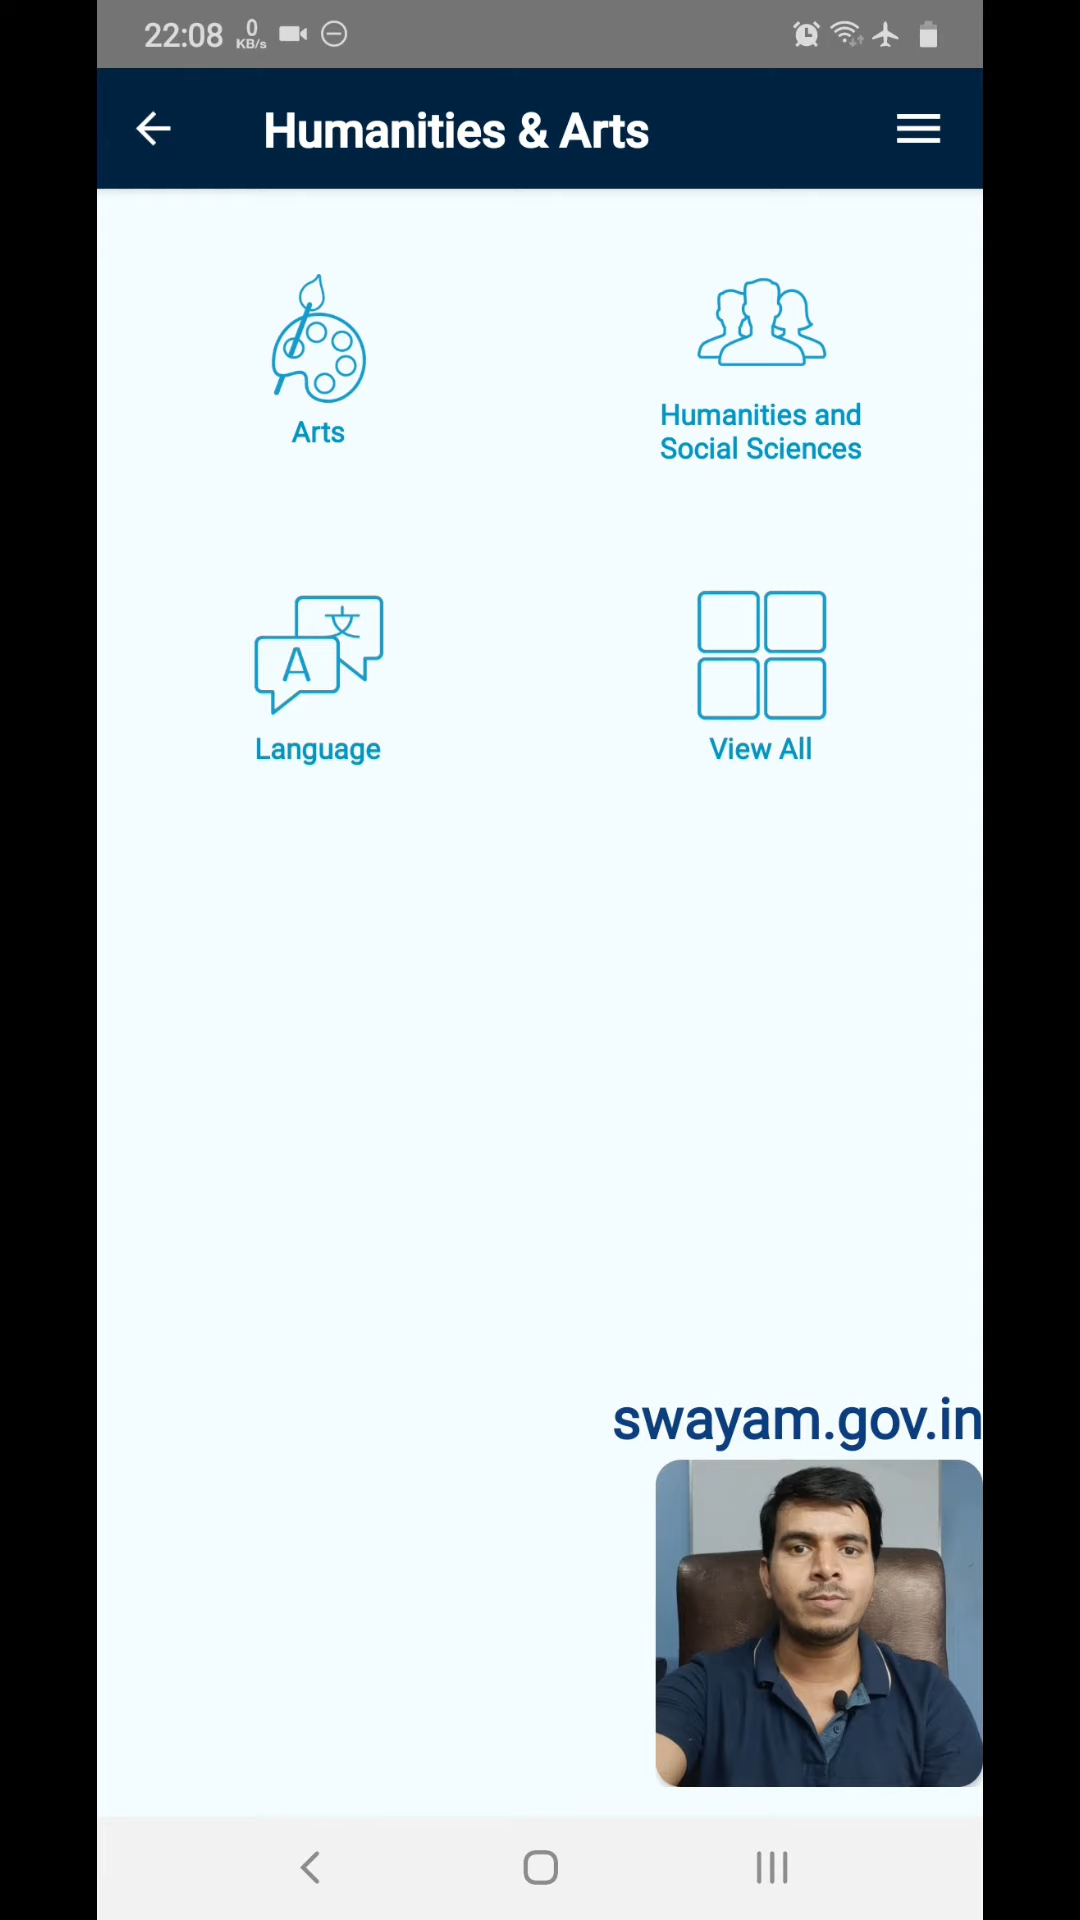 22:08
0
KB/s
Humanities & Arts
Arts
Humanities and
Social Sciences
文
A
Language
View All
swayam.gov.in